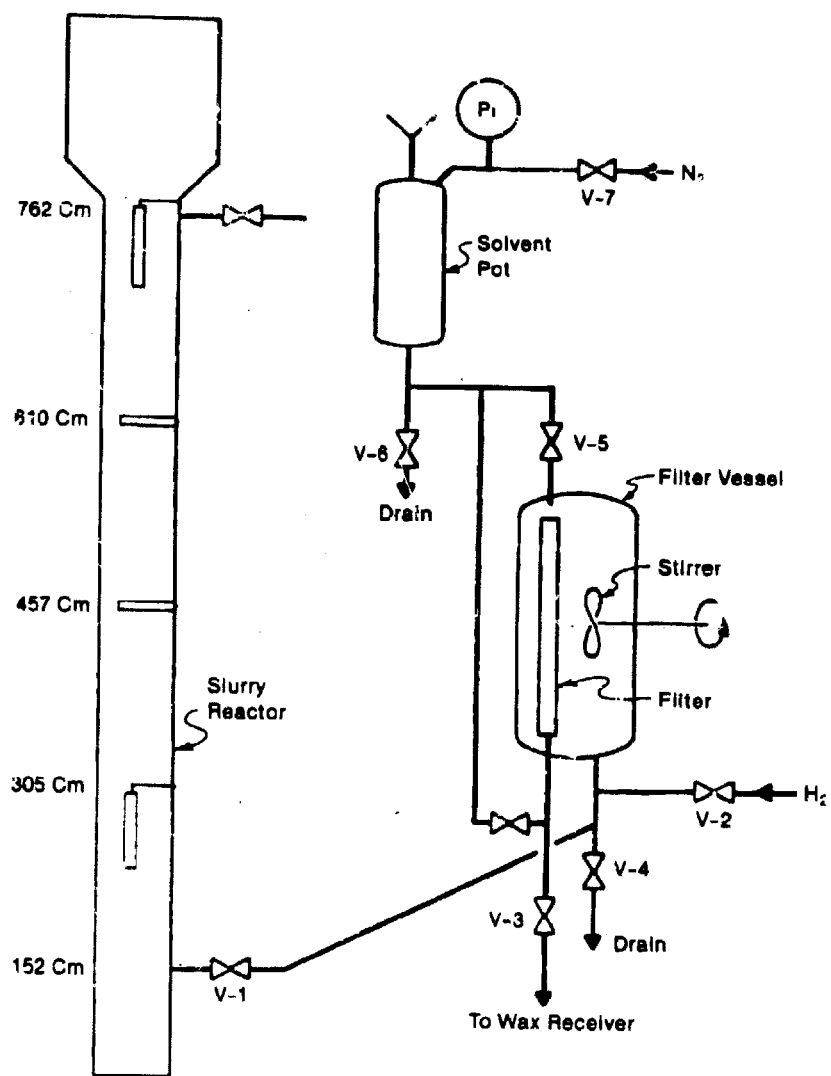 PI
N2
V-7
762 Cm
Solvent
Pot
610 Cm
V-6
V-5
Drain
Filter Vessel
Stirrer
457 Cm
Slurry
Reactor
Filter
305 Cm
H2
V-2
V-4
V-3
Drain
152 Cm
V-1
To Wax Receiver